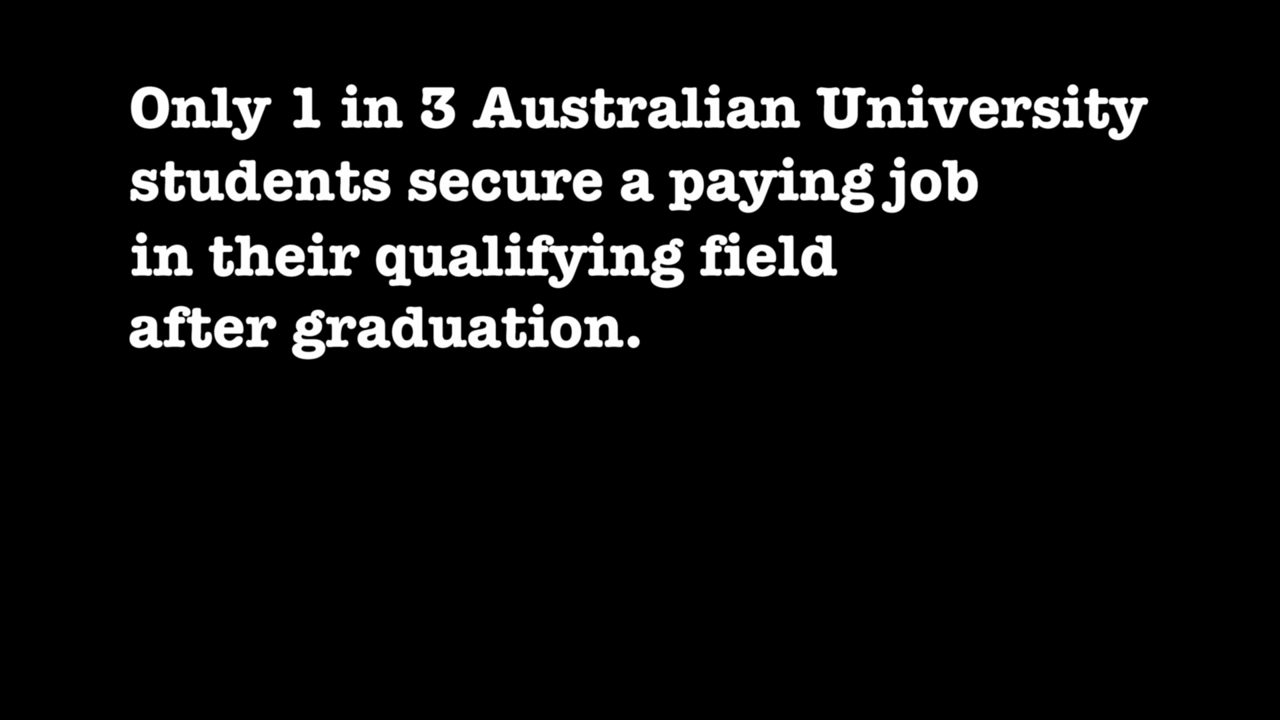 Only 1 in 3 Australian University
students secure a paying job
in their qualifying field
after graduation.